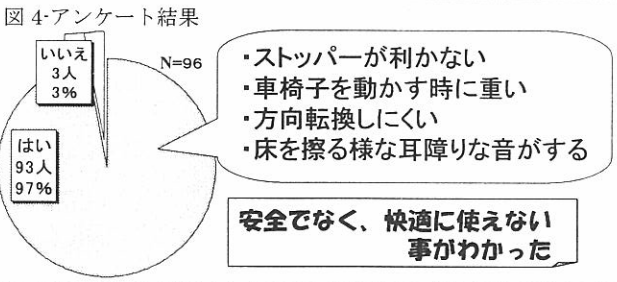 図 4-アンケート結果
いいえ
3人
3%
N=96
はい
93人
97%
・ストッパーが利かない
・車椅子を動かす時に重い
・方向転換しにくい
・床を擦る様な耳障りな音がする
安全でなく、快適に使えない
事がわかった